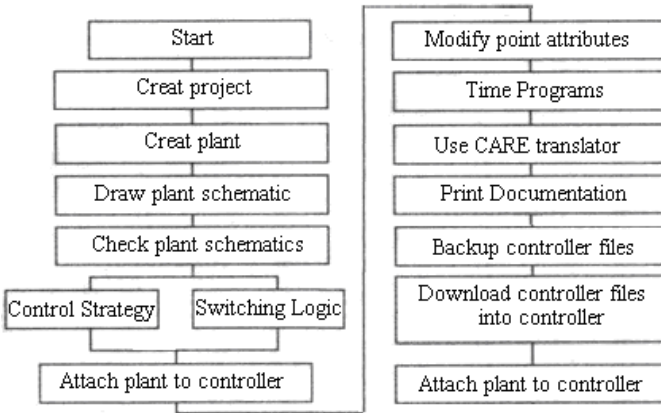 Start
Creat project
Creat plant
Draw plant schematic
Check plant schematics
Control Strategy
Switching Logic
Attach plant to controller
Modify point attributes
Time Programs
Use CARE translator
Print Documentation
Backup controller files
Download controller files
into controller
Attach plant to controller